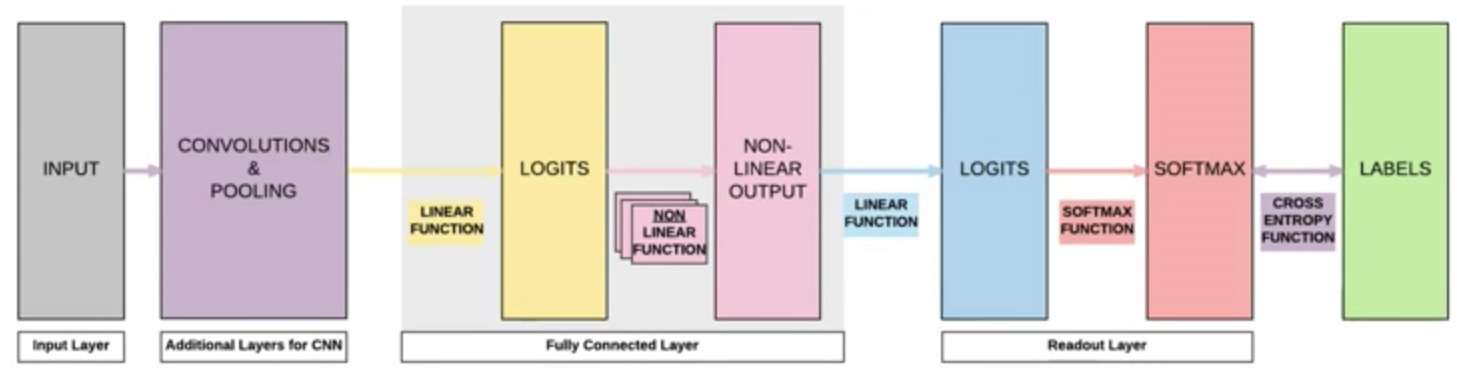 INPUT
CONVOLUTIONS
&
POOLING
LINEAR
FUNCTION
LOGITS
NON
LINEAR
FUNCTION
NON-
LINEAR
OUTPUT
LINEAR
FUNCTION
LOGITS
SOFTMAX
FUNCTION
SOFTMAX
CROSS
ENTROPY
FUNCTION
LABELS
Input Layer
Additional Layers for CNN
Fully Connected Layer
Readout Layer